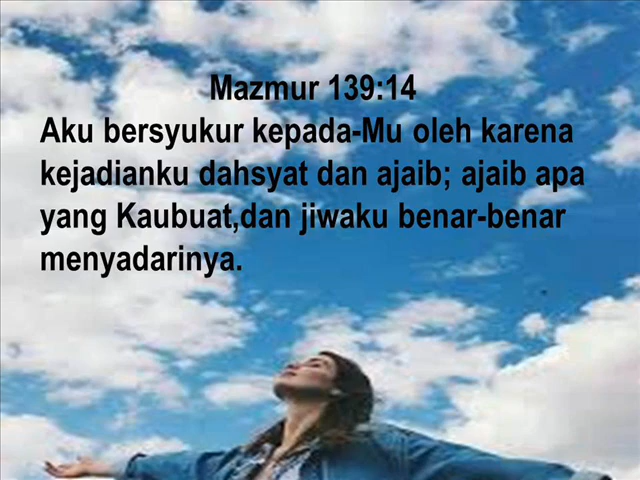 Mazmur 139:14
Aku bersyukur kepada-Mu oleh karena
kejadianku dahsyat dan ajaib; ajaib apa
yang Kaubuat,dan jiwaku benar-benar
menyadarinya.